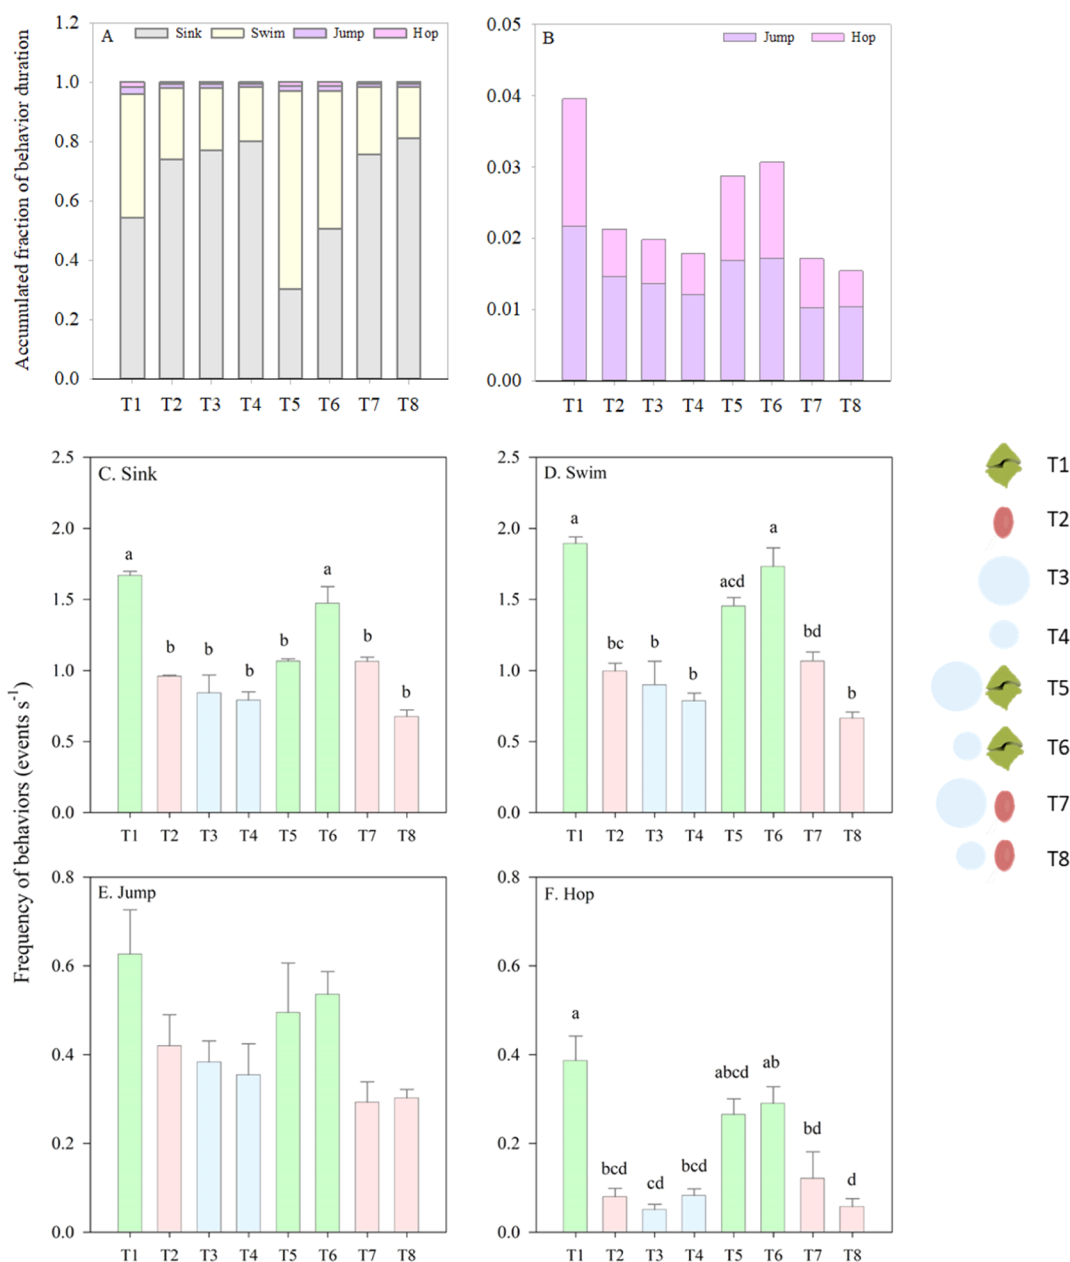 Accumulated fraction of behavior duration
A
Sink Swim Jump Hop
1.2
1.0
0.8
0.6
0.4
0.2
0.0
T1 T2 T3 T4 T5 T6 T7 T8
B
Jump Hop
0.05
0.04
0.03
0.02
0.01
0.00
T1 T2 T3 T4 T5 T6 T7 T8
Frequency of behaviors (events s⁻¹)
C. Sink
2.5
2.0
1.5
1.0
0.5
0.0
a b b b b a b b
T1 T2 T3 T4 T5 T6 T7 T8
D. Swim
2.5
2.0
1.5
1.0
0.5
0.0
a bc b b acd a bd b
T1 T2 T3 T4 T5 T6 T7 T8
E. Jump
0.8
0.6
0.4
0.2
0.0
T1 T2 T3 T4 T5 T6 T7 T8
F. Hop
0.8
0.6
0.4
0.2
0.0
a bcd cd bcd abcd ab bd d
T1 T2 T3 T4 T5 T6 T7 T8
T1
T2
T3
T4
T5
T6
T7
T8